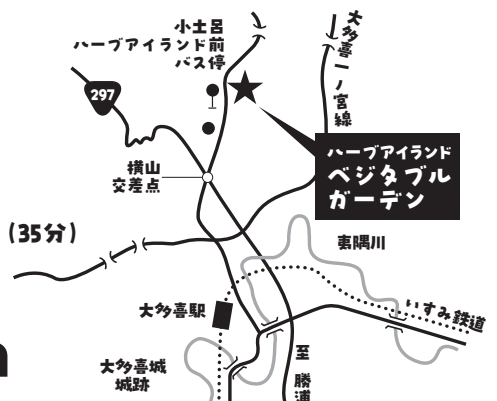 小土呂
ハーブアイランド前
バス停
大多喜一ノ宮線
297
ハーブアイランド
ベジタブル
ガーデン
横山
交差点
(35分)
夷隅川
大多喜駅
いすみ鉄道
大多喜城
城跡
至 勝浦